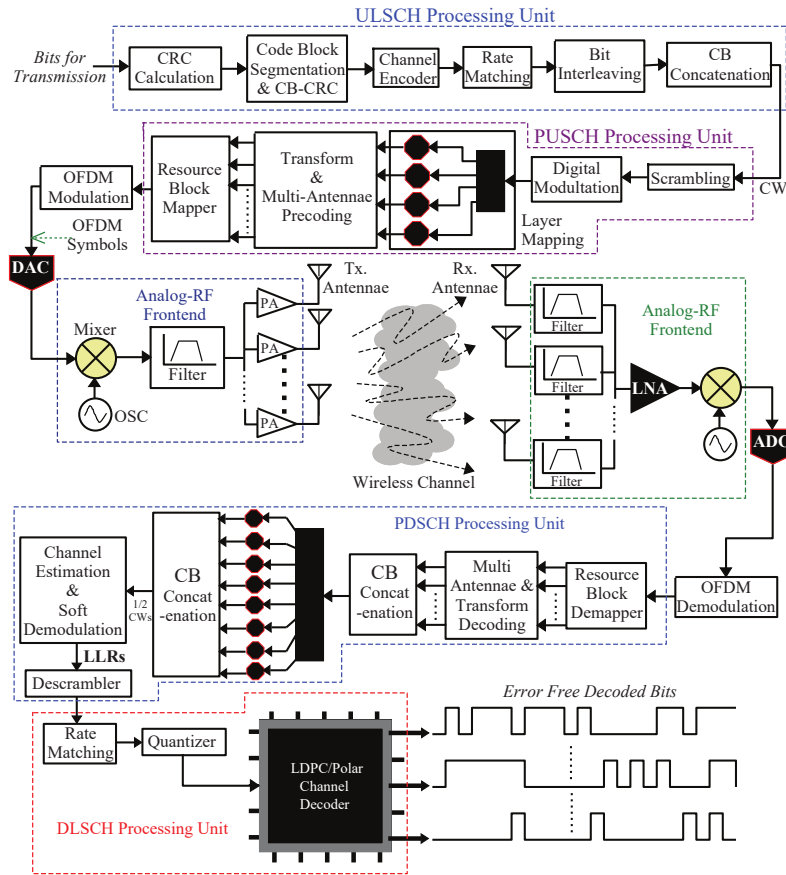 ULSCH Processing Unit
Bits for
Transmission
CRC
Calculation
Code Block
Segmentation
& CB-CRC
Channel
Encoder
Rate
Matching
Bit
Interleaving
CB
Concatenation
PUSCH Processing Unit
OFDM
Modulation
Resource
Block
Mapper
Transform
&
Multi-Antennae
Precoding
Layer
Mapping
Digital
Modultation
Scrambling
CW
OFDM
Symbols
DAC
Analog-RF
Frontend
Mixer
Filter
OSC
PA
PA
PA
Tx.
Antennae
Rx.
Antennae
Wireless Channel
Filter
Filter
Filter
Analog-RF
Frontend
LNA
ADC
PDSCH Processing Unit
Channel
Estimation
&
Soft
Demodulation
1/2
CWs
CB
Concat
-enation
CB
Concat
-enation
Multi
Antennae &
Transform
Decoding
Resource
Block
Demapper
OFDM
Demodulation
LLRs
Descrambler
Rate
Matching
Quantizer
LDPC/Polar
Channel
Decoder
DLSCH Processing Unit
Error Free Decoded Bits